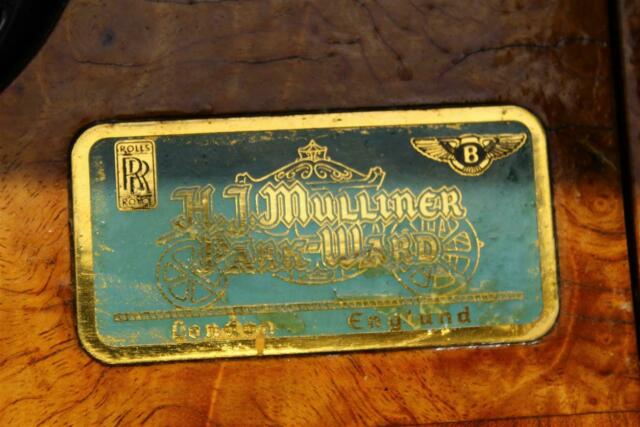 ROLLS
RR
ROYCE
B
H.J. Mulliner
Park-Ward
London England